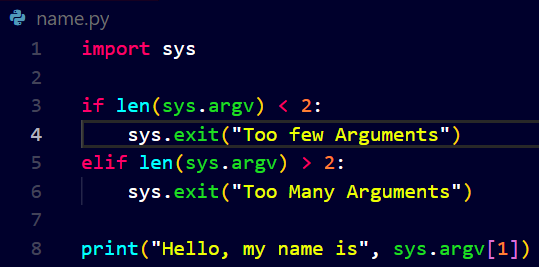 name.py
1 import sys
2
3 if len(sys.argv) < 2:
4     sys.exit("Too few Arguments")
5 elif len(sys.argv) > 2:
6     sys.exit("Too Many Arguments")
7
8 print("Hello, my name is", sys.argv[1])